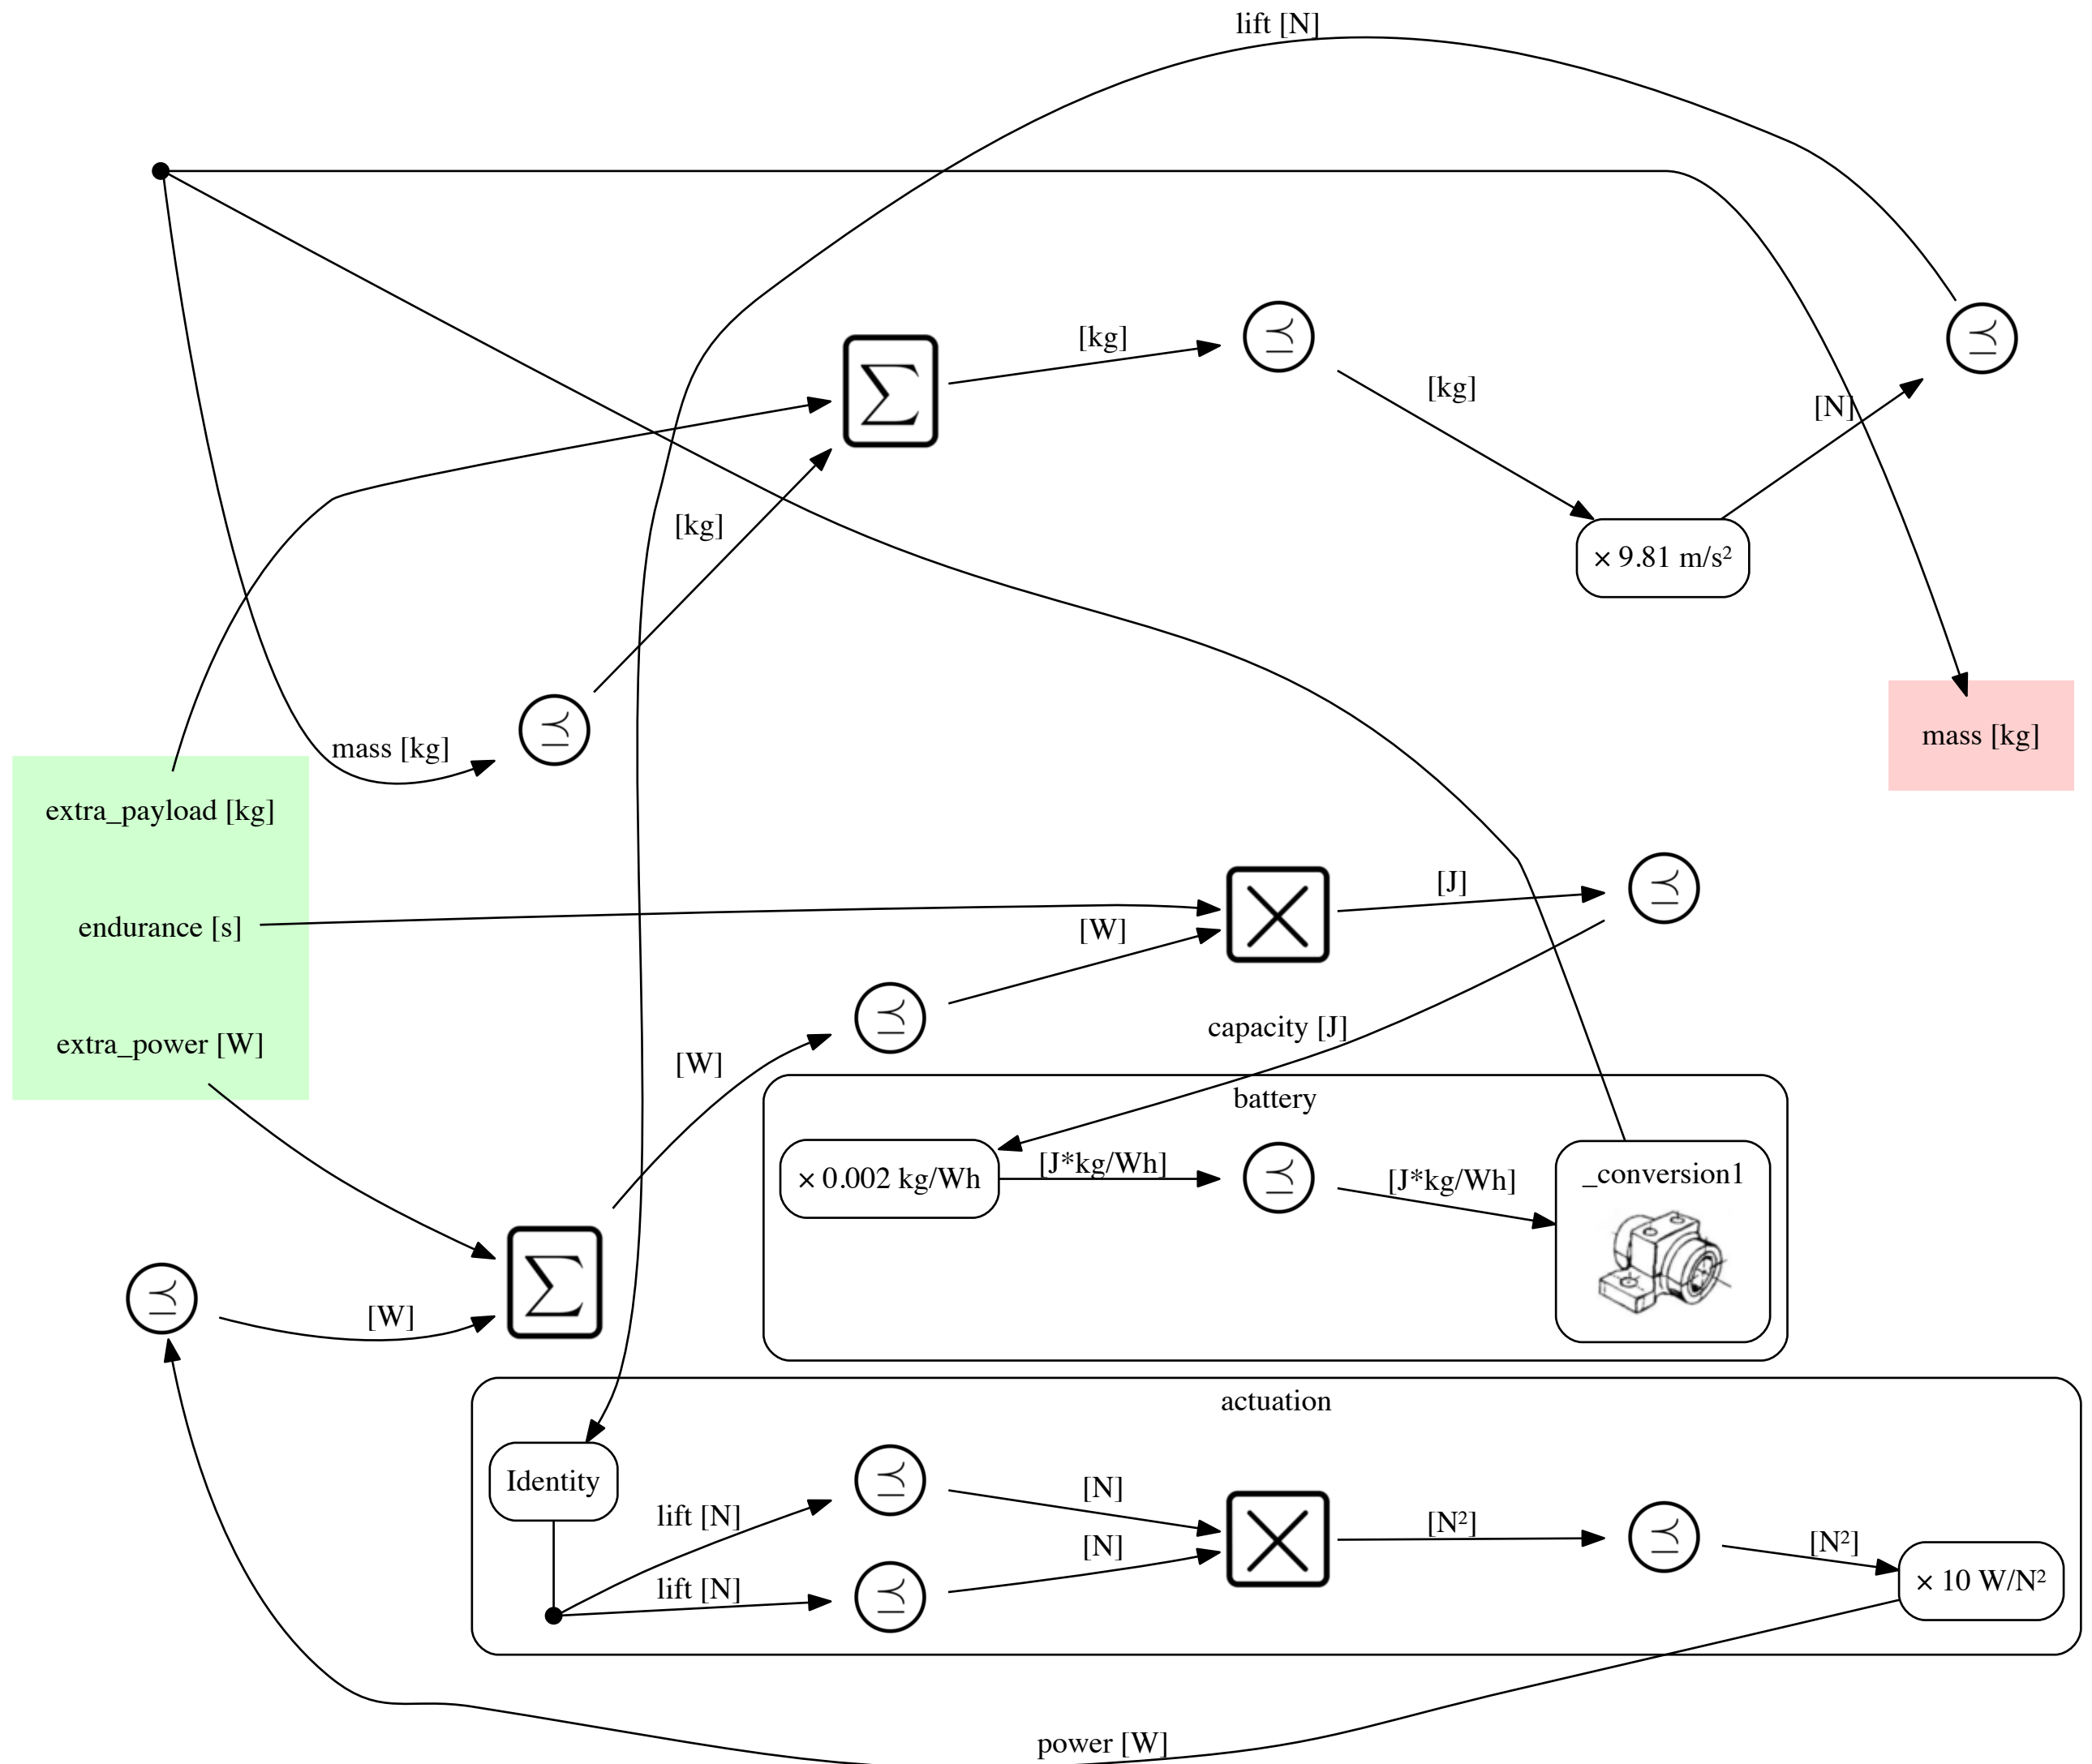 lift [N]
[kg]
[kg]
[N]
[kg]
× 9.81 m/s²
mass [kg]
mass [kg]
extra_payload [kg]
endurance [s]
extra_power [W]
[J]
[W]
capacity [J]
[W]
battery
× 0.002 kg/Wh
[J*kg/Wh]
[J*kg/Wh]
_conversion1
[W]
actuation
Identity
lift [N]
lift [N]
[N]
[N]
[N²]
[N²]
× 10 W/N²
power [W]